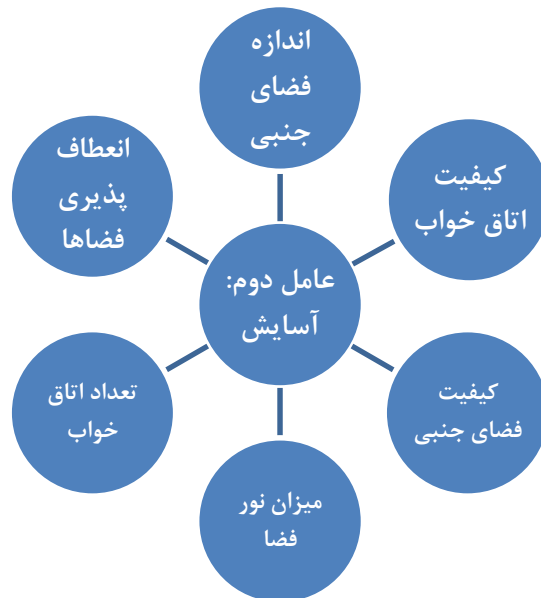 اندازه
فضای
جنبی
کیفیت
اتاق خواب
کیفیت
فضای جنبی
میزان نور
فضا
تعداد اتاق
خواب
انعطاف
پذیری
فضاها
عامل دوم:
آسایش